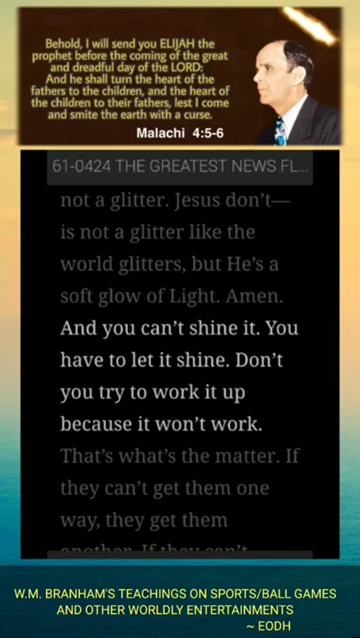 Behold, I will send you ELIJAH the
prophet before the coming of the great
and dreadful day of the LORD:
And he shall turn the heart of the
fathers to the children, and the heart of
the children to their fathers, lest I come
and smite the earth with a curse.
Malachi 4:5-6
61-0424 THE GREATEST NEWS FL...
not a glitter. Jesus don't—
is not a glitter like the
world glitters, but He's a
soft glow of Light. Amen.
And you can't shine it. You
have to let it shine. Don't
you try to work it up
because it won't work.
That's what's the matter. If
they can't get them one
way, they get them
another. If they can't
W.M. BRANHAM'S TEACHINGS ON SPORTS/BALL GAMES
AND OTHER WORLDLY ENTERTAINMENTS
~ EODH